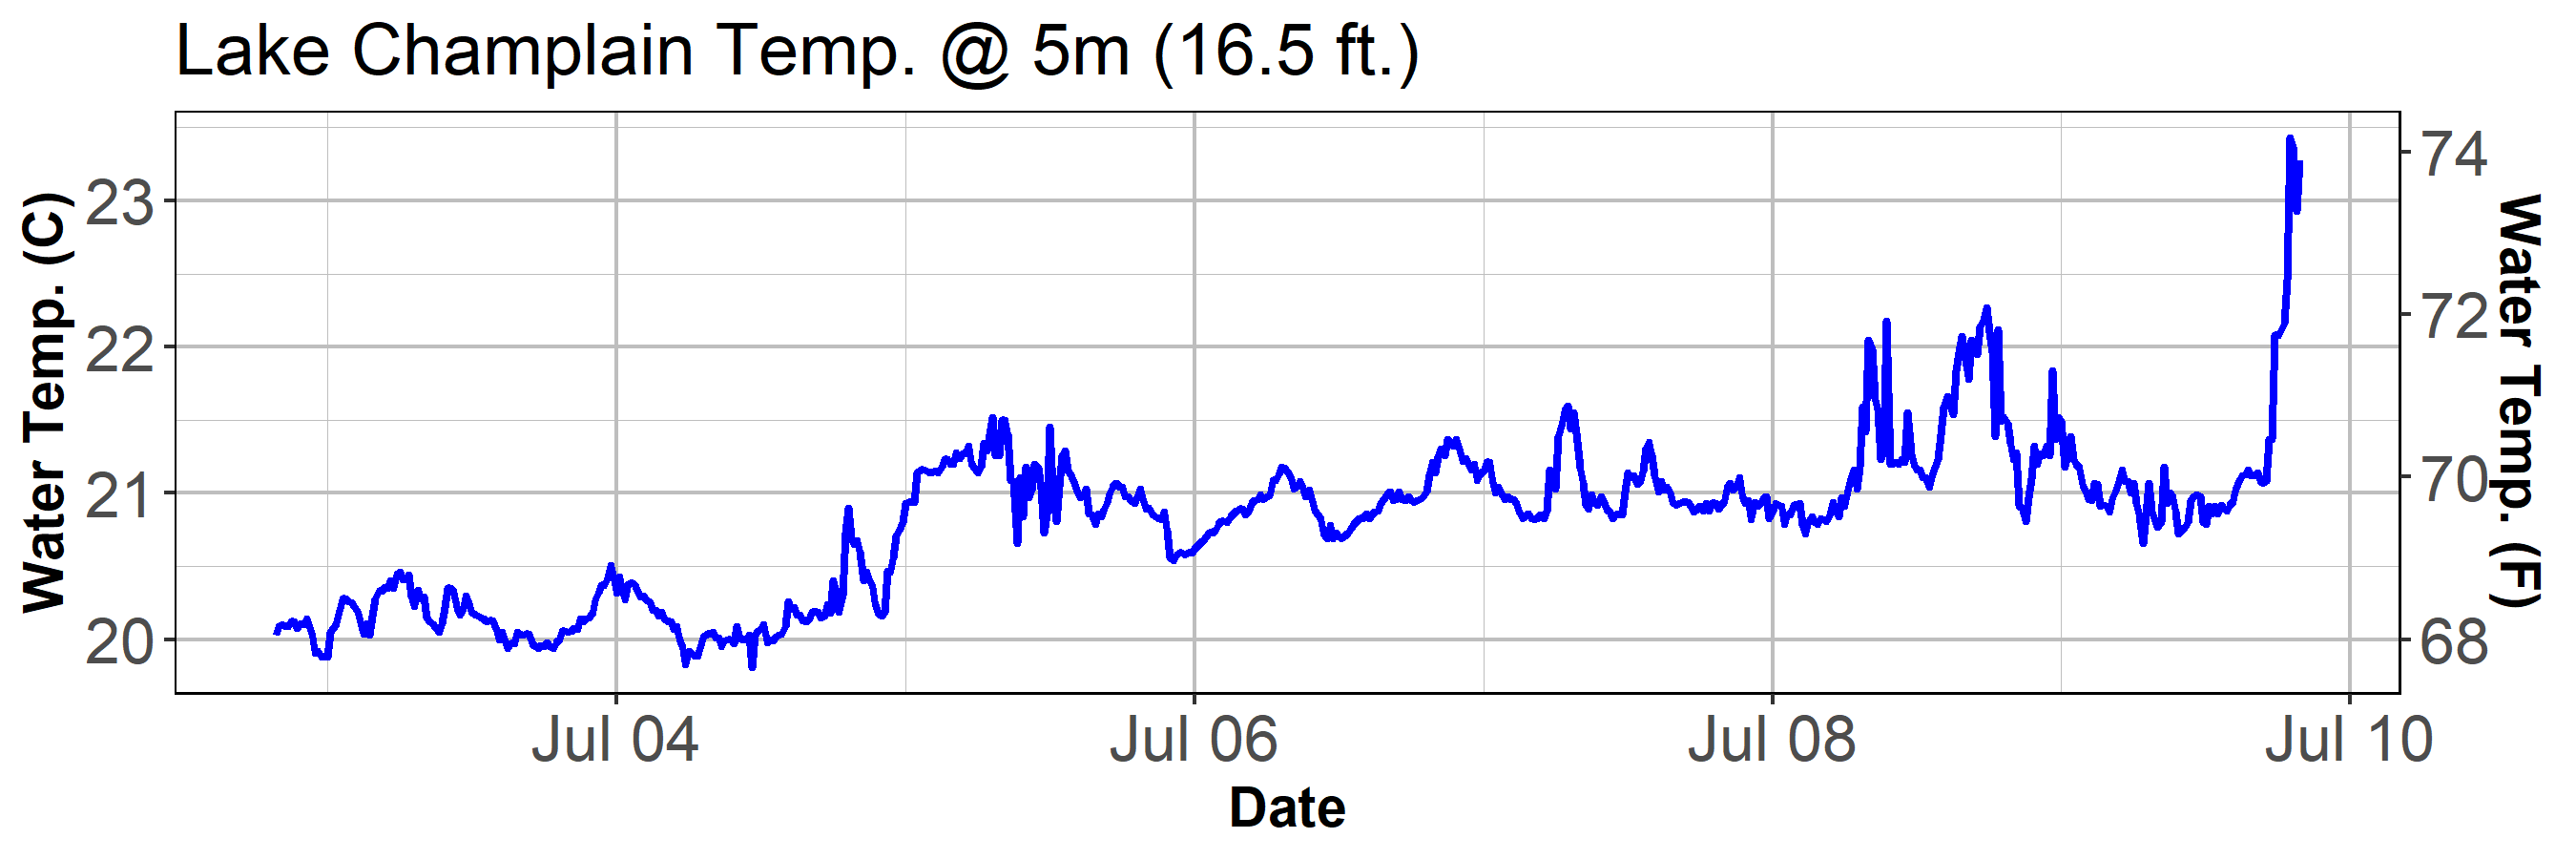 Lake Champlain Temp. @ 5m (16.5 ft.)
Water Temp. (C)
23
22
21
20
74
72
70
68
Water Temp. (F)
Jul 04 Jul 06 Jul 08 Jul 10
Date